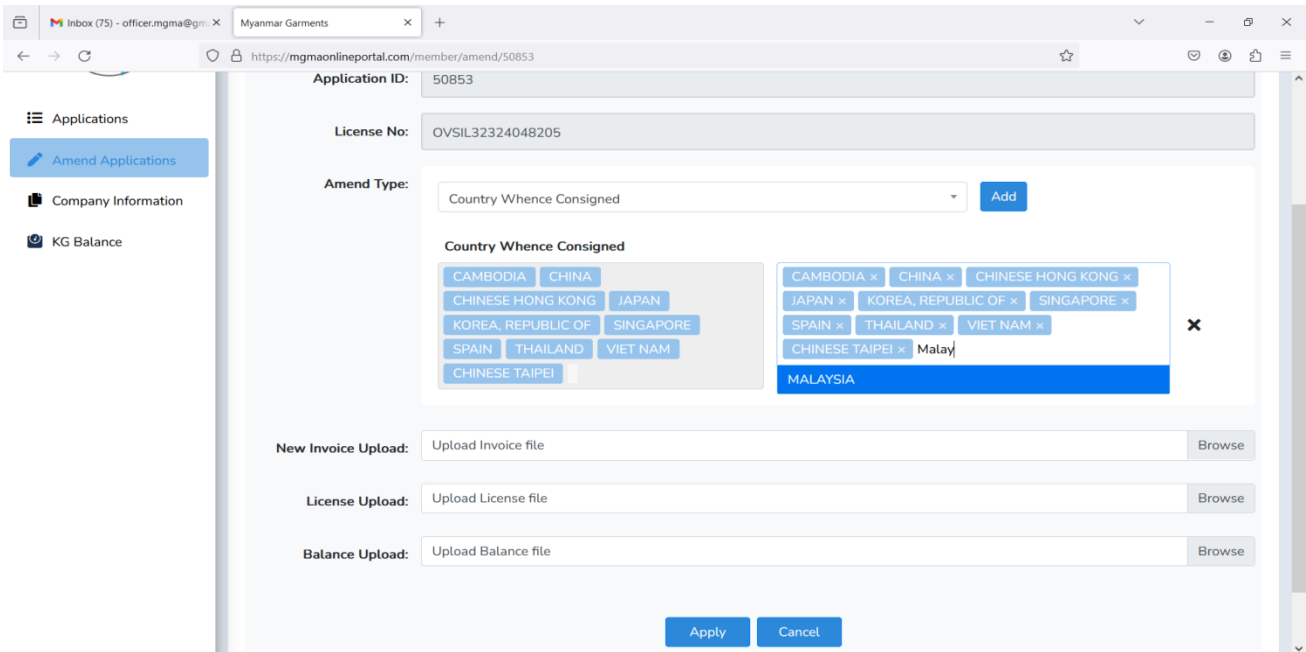 Inbox (75) - officer.mgma@gm
Myanmar Garments
https://mgmaonlineportal.com/member/amend/50853
Applications
Amend Applications
Company Information
KG Balance
Application ID: 50853
License No: OVSIL32324048205
Amend Type: Country Whence Consigned Add
Country Whence Consigned
CAMBODIA CHINA
CHINESE HONG KONG JAPAN
KOREA, REPUBLIC OF SINGAPORE
SPAIN THAILAND VIET NAM
CHINESE TAIPEI
CAMBODIA × CHINA × CHINESE HONG KONG ×
JAPAN × KOREA, REPUBLIC OF × SINGAPORE ×
SPAIN × THAILAND × VIET NAM ×
CHINESE TAIPEI × Malay
MALAYSIA
New Invoice Upload: Upload Invoice file Browse
License Upload: Upload License file Browse
Balance Upload: Upload Balance file Browse
Apply Cancel